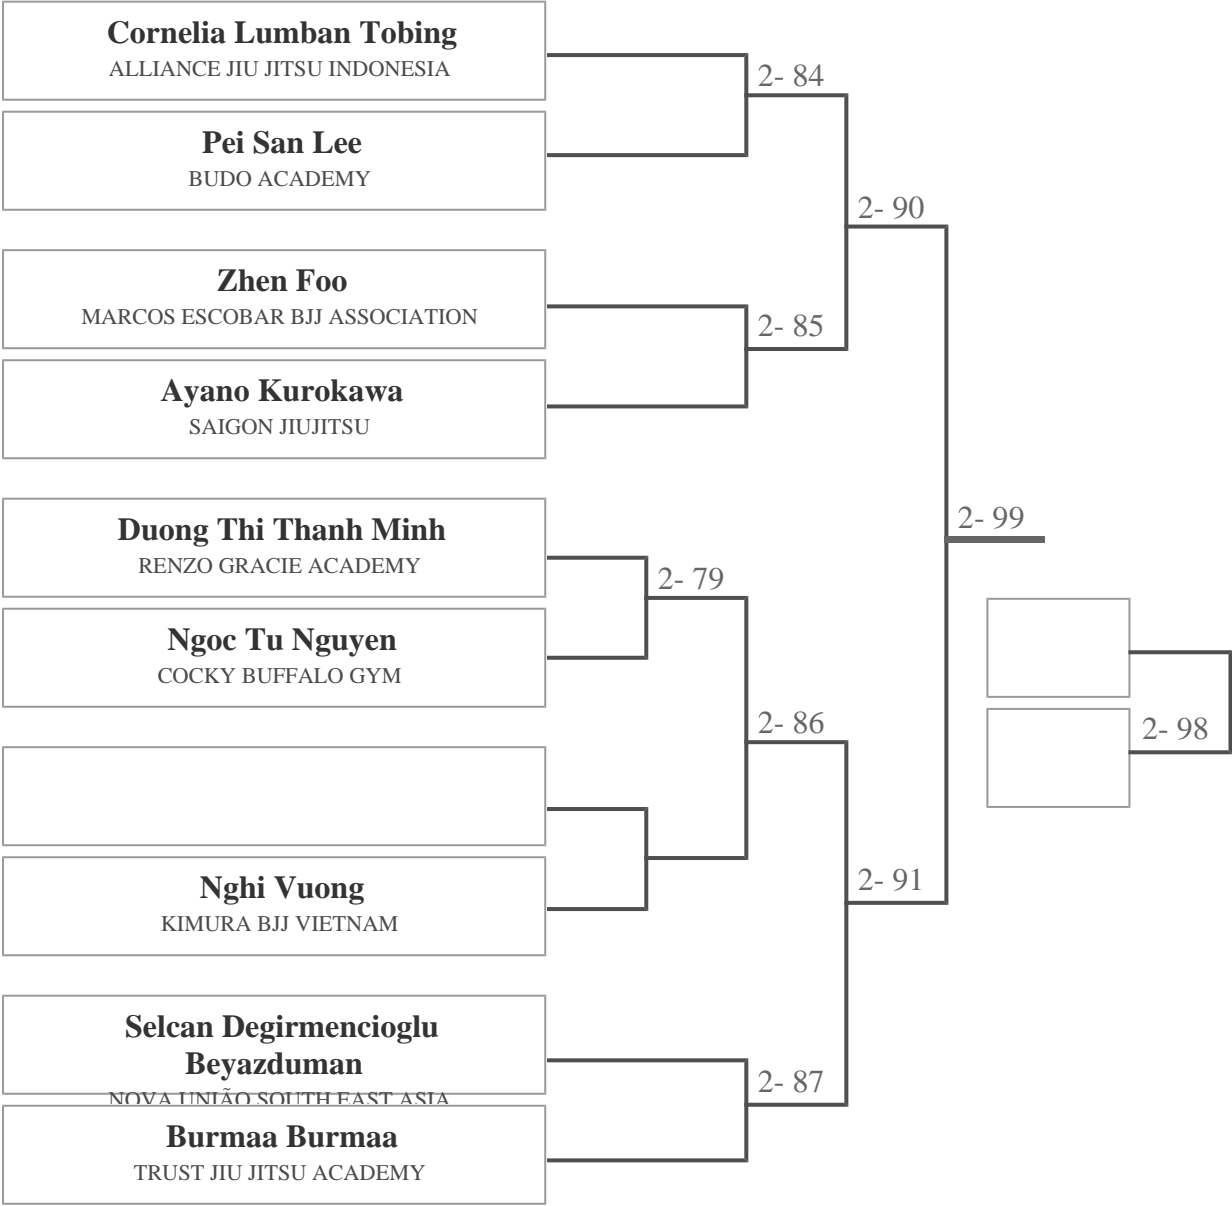 Cornelia Lumban Tobing
ALLIANCE JIU JITSU INDONESIA
2- 84
Pei San Lee
BUDO ACADEMY
2- 90
Zhen Foo
MARCOS ESCOBAR BJJ ASSOCIATION
2- 85
Ayano Kurokawa
SAIGON JIUJITSU
2- 99
Duong Thi Thanh Minh
RENZO GRACIE ACADEMY
2- 79
Ngoc Tu Nguyen
COCKY BUFFALO GYM
2- 86
2- 98
Nghi Vuong
KIMURA BJJ VIETNAM
2- 91
Selcan Degirmencioglu
Beyazduman
NOVA UNIÃO SOUTH EAST ASIA
2- 87
Burmaa Burmaa
TRUST JIU JITSU ACADEMY